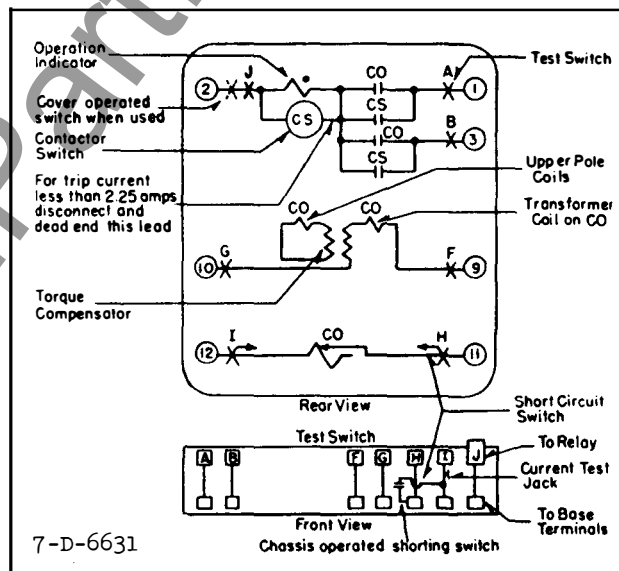 Operation
Indicator
Cover operated
switch when used
Contactor
Switch
For trip current
less than 2.25 amps
disconnect and
dead end this lead
Torque
Compensator
2
J
CS
CO
CS
CO
CS
A
1
B
3
Test Switch
Upper Pole
Coils
Transformer
Coil on CO
CO
CO
10
G
F
9
12
I
CO
H
11
Rear View
Short Circuit
Switch
Test Switch
A
B
F
G
H
I
J
To Relay
Current Test
Jack
To Base
Terminals
Front View
Chassis operated shorting switch
7-D-6631